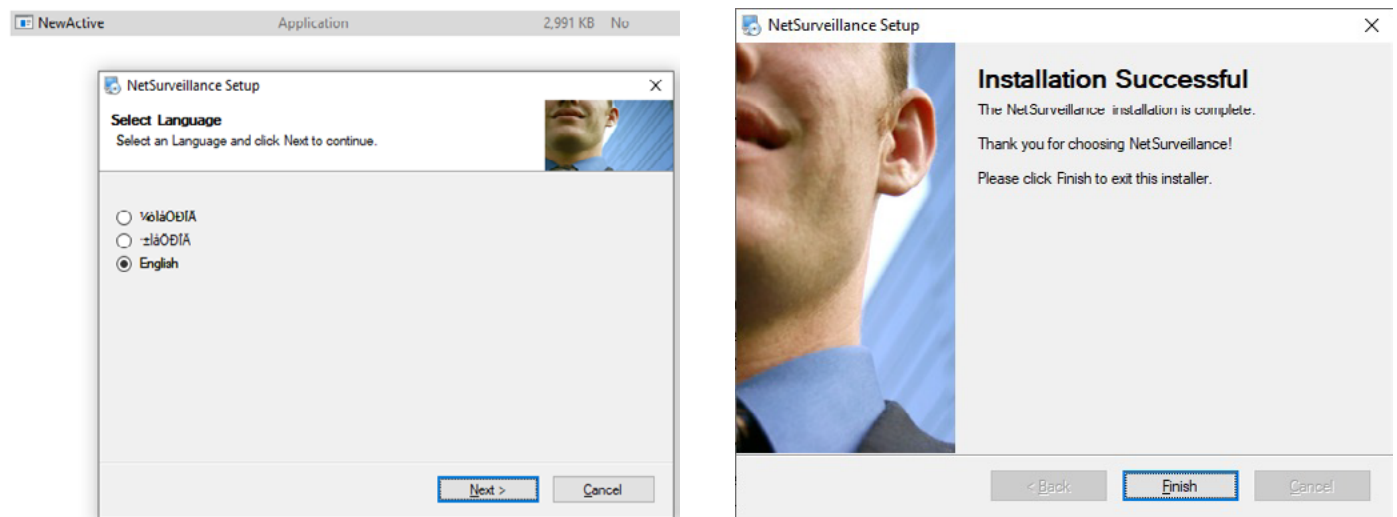 NewActive Application 2,991 KB No
NetSurveillance Setup
Select Language
Select an Language and click Next to continue.
¼òÌåÖÐÎÄ
·±ÌåÖÐÎÄ
English
Next >
Cancel
NetSurveillance Setup
Installation Successful
The NetSurveillance installation is complete.
Thank you for choosing NetSurveillance!
Please click Finish to exit this installer.
< Back
Finish
Cancel